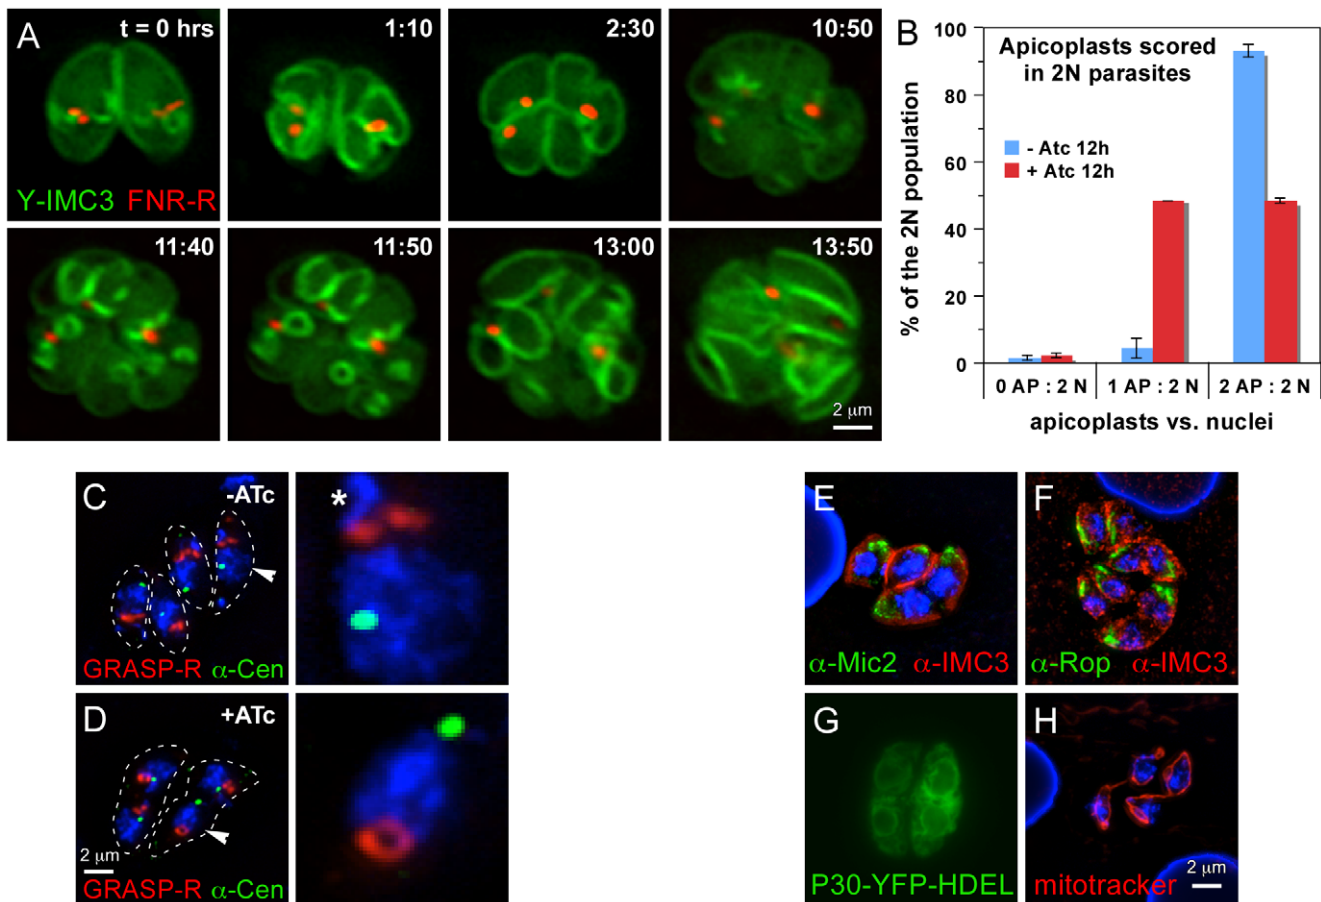 A
t = 0 hrs
Y-IMC3 FNR-R
1:10
2:30
10:50
11:40
11:50
13:00
13:50
2 μm
B
Apicoplasts scored
in 2N parasites
- Atc 12h
+ Atc 12h
% of the 2N population
100
80
60
40
20
0
0 AP : 2 N
1 AP : 2 N
2 AP : 2 N
apicoplasts vs. nuclei
C
-ATc
GRASP-R α-Cen
*
D
+ATc
2 μm
GRASP-R α-Cen
E
α-Mic2 α-IMC3
F
α-Rop α-IMC3
G
P30-YFP-HDEL
H
mitotracker
2 μm